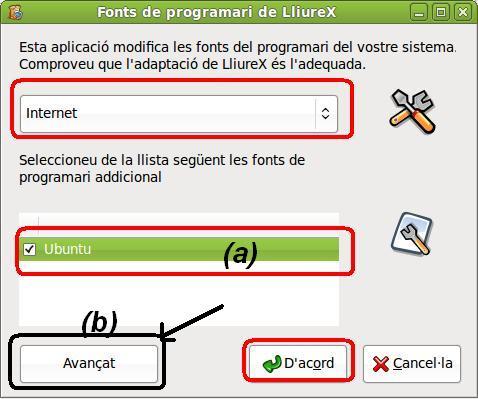 Fonts de programari de LliureX
Esta aplicació modifica les fonts del programari del vostre sistema.
Comproveu que l'adaptació de LliureX és l'adequada.
Internet
Seleccioneu de la llista següent les fonts de
programari addicional
Ubuntu
(a)
(b)
Avançat
D'acord
Cancel·la